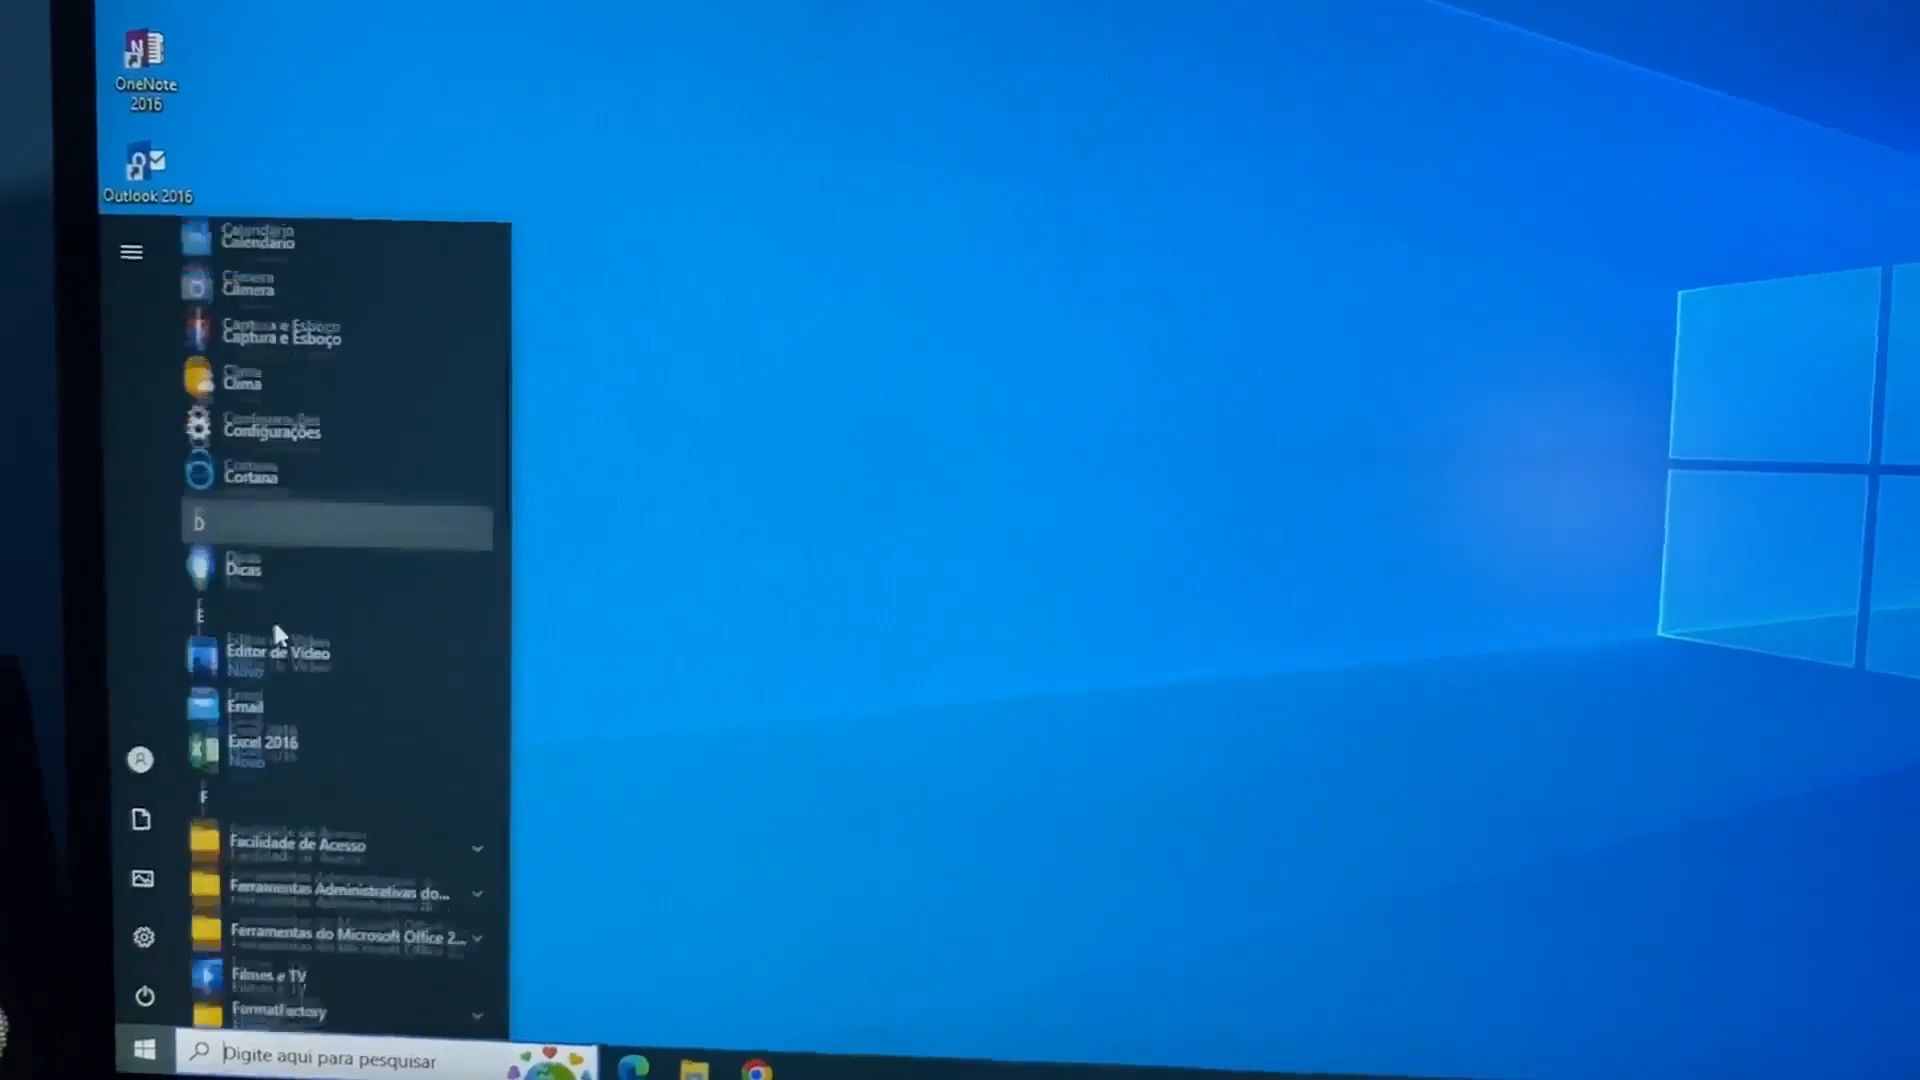 OneNote
2016
Outlook 2016
Calendário
Câmera
Captura e Esboço
Clima
Configurações
Cortana
D
Dicas
E
Editor de Vídeo
Novo
Email
Excel 2016
Novo
F
Facilidade de Acesso
Ferramentas Administrativas do...
Ferramentas do Microsoft Office 2...
Filmes e TV
FormatFactory
Digite aqui para pesquisar